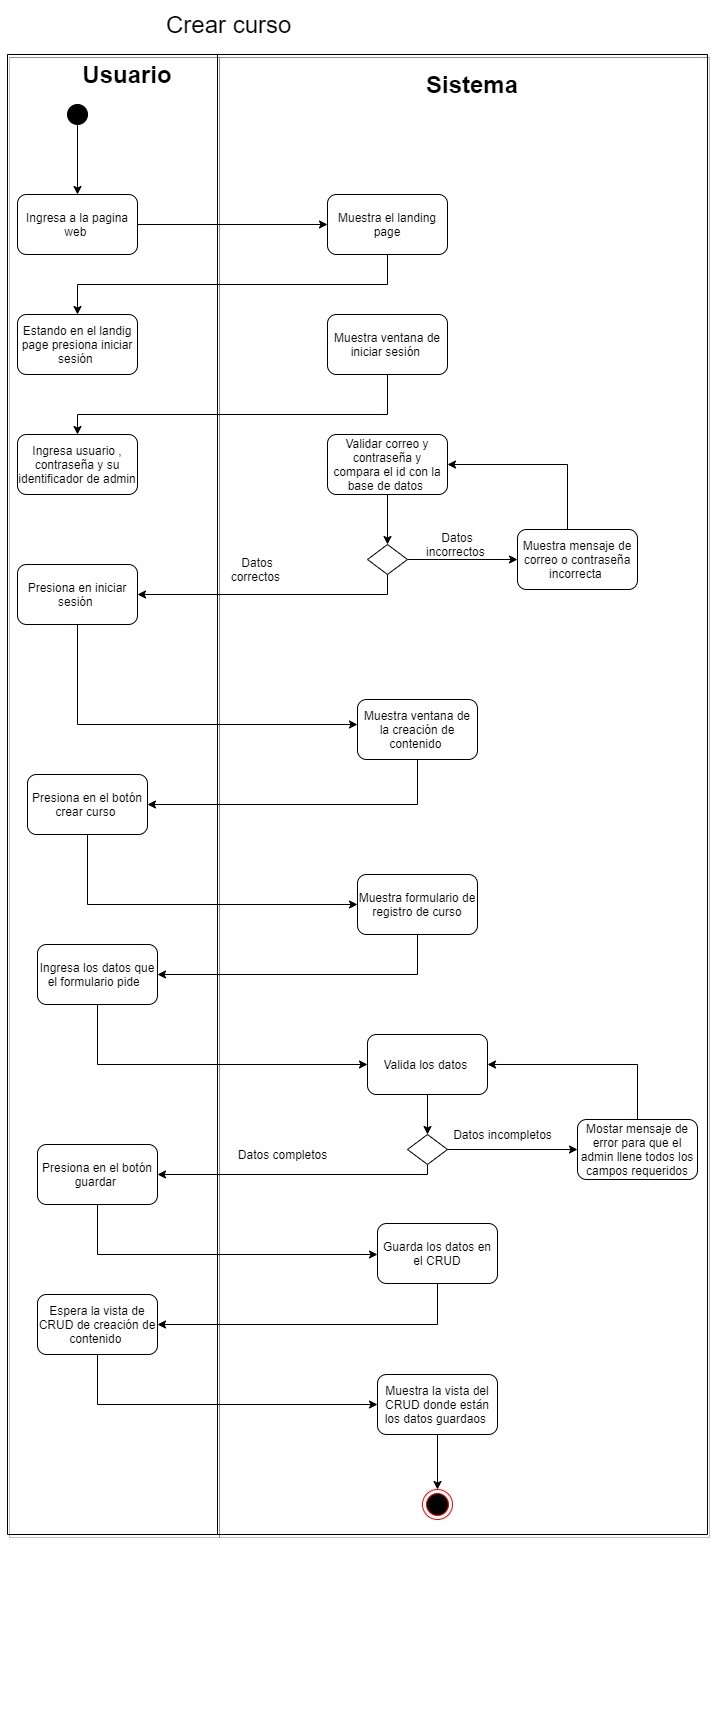 Crear curso
Usuario
Sistema
Ingresa a la pagina
web
Muestra el landing
page
Estando en el landig
page presiona iniciar
sesión
Muestra ventana de
iniciar sesión
Ingresa usuario ,
contraseña y su
identificador de admin
Validar correo y
contraseña y
compara el id con la
base de datos
Datos
incorrectos
Muestra mensaje de
correo o contraseña
incorrecta
Datos
correctos
Presiona en iniciar
sesión
Muestra ventana de
la creación de
contenido
Presiona en el botón
crear curso
Muestra formulario de
registro de curso
Ingresa los datos que
el formulario pide
Valida los datos
Datos incompletos
Mostar mensaje de
error para que el
admin llene todos los
campos requeridos
Datos completos
Presiona en el botón
guardar
Guarda los datos en
el CRUD
Espera la vista de
CRUD de creación de
contenido
Muestra la vista del
CRUD donde están
los datos guardaos